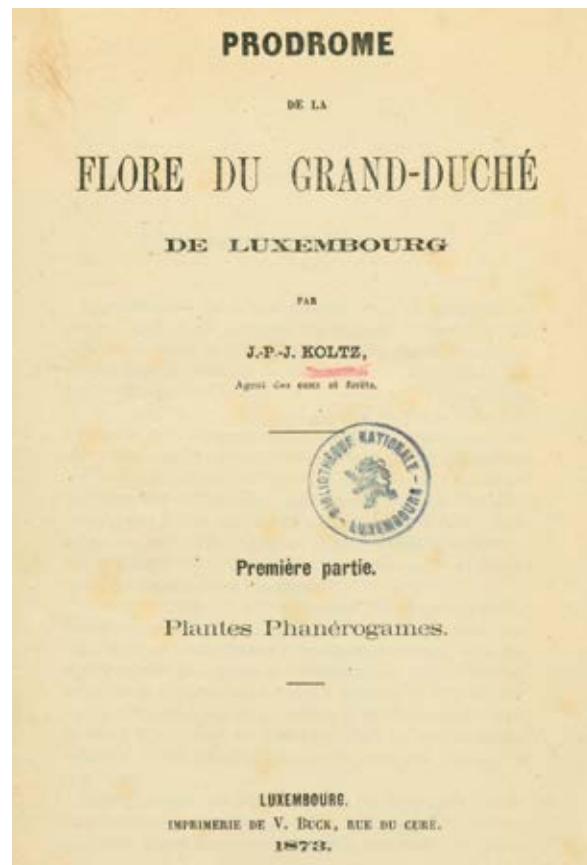 PRODROME
DE LA
FLORE DU GRAND-DUCHÉ
DE LUXEMBOURG
PAR
J.-P.-J. KOLTZ,
Agent des eaux et forêts.
BIBLIOTHÈQUE NATIONALE
- LUXEMBOURG -
Première partie.
Plantes Phanérogames.
LUXEMBOURG.
IMPRIMERIE DE V. BUCK, RUE DU CURÉ.
1873.